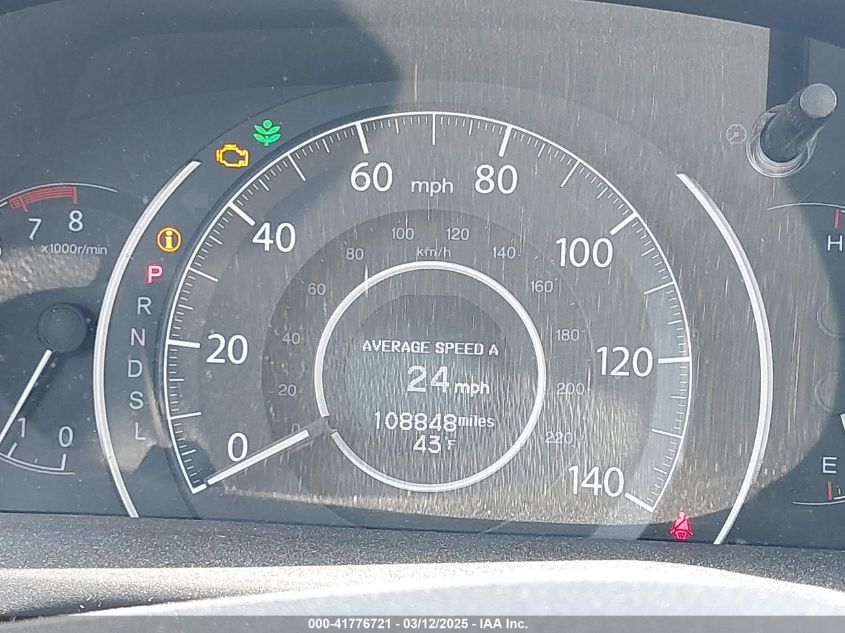 60 mph 80
40
100
20
120
0
140
80 100 km/h 120 140
60
160
40
180
20
200
0
220
AVERAGE SPEED A
24 mph
108848 miles
43°F
7 8
x1000r/min
1 0
i
P
R
N
D
S
L
H
E
000-41776721 - 03/12/2025 - IAA Inc.